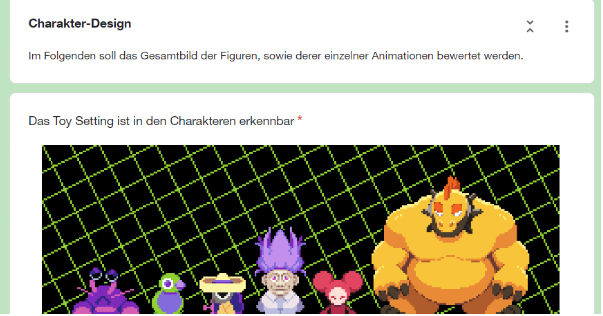 Charakter-Design
Im Folgenden soll das Gesamtbild der Figuren, sowie derer einzelner Animationen bewertet werden.
Das Toy Setting ist in den Charakteren erkennbar *